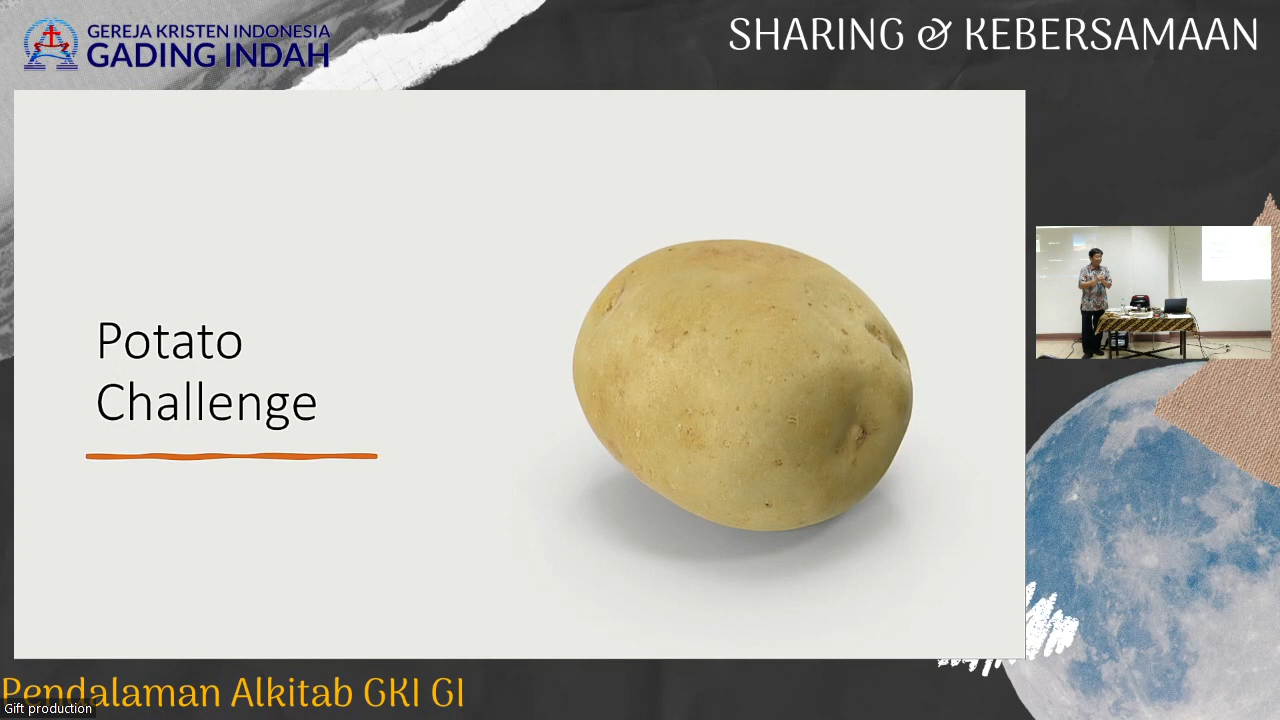 GEREJA KRISTEN INDONESIA
GADING INDAH
SHARING & KEBERSAMAAN
Potato
Challenge
Pendalaman Alkitab GKI GI
Gift production